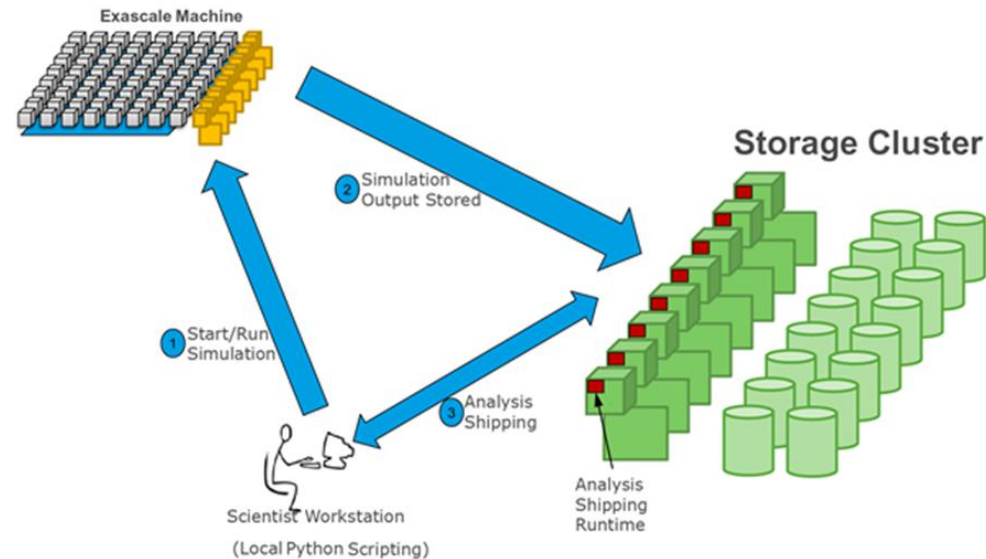 Exascale Machine
Storage Cluster
2 Simulation
Output Stored
1 Start/Run
Simulation
3 Analysis
Shipping
Scientist Workstation
(Local Python Scripting)
Analysis
Shipping
Runtime